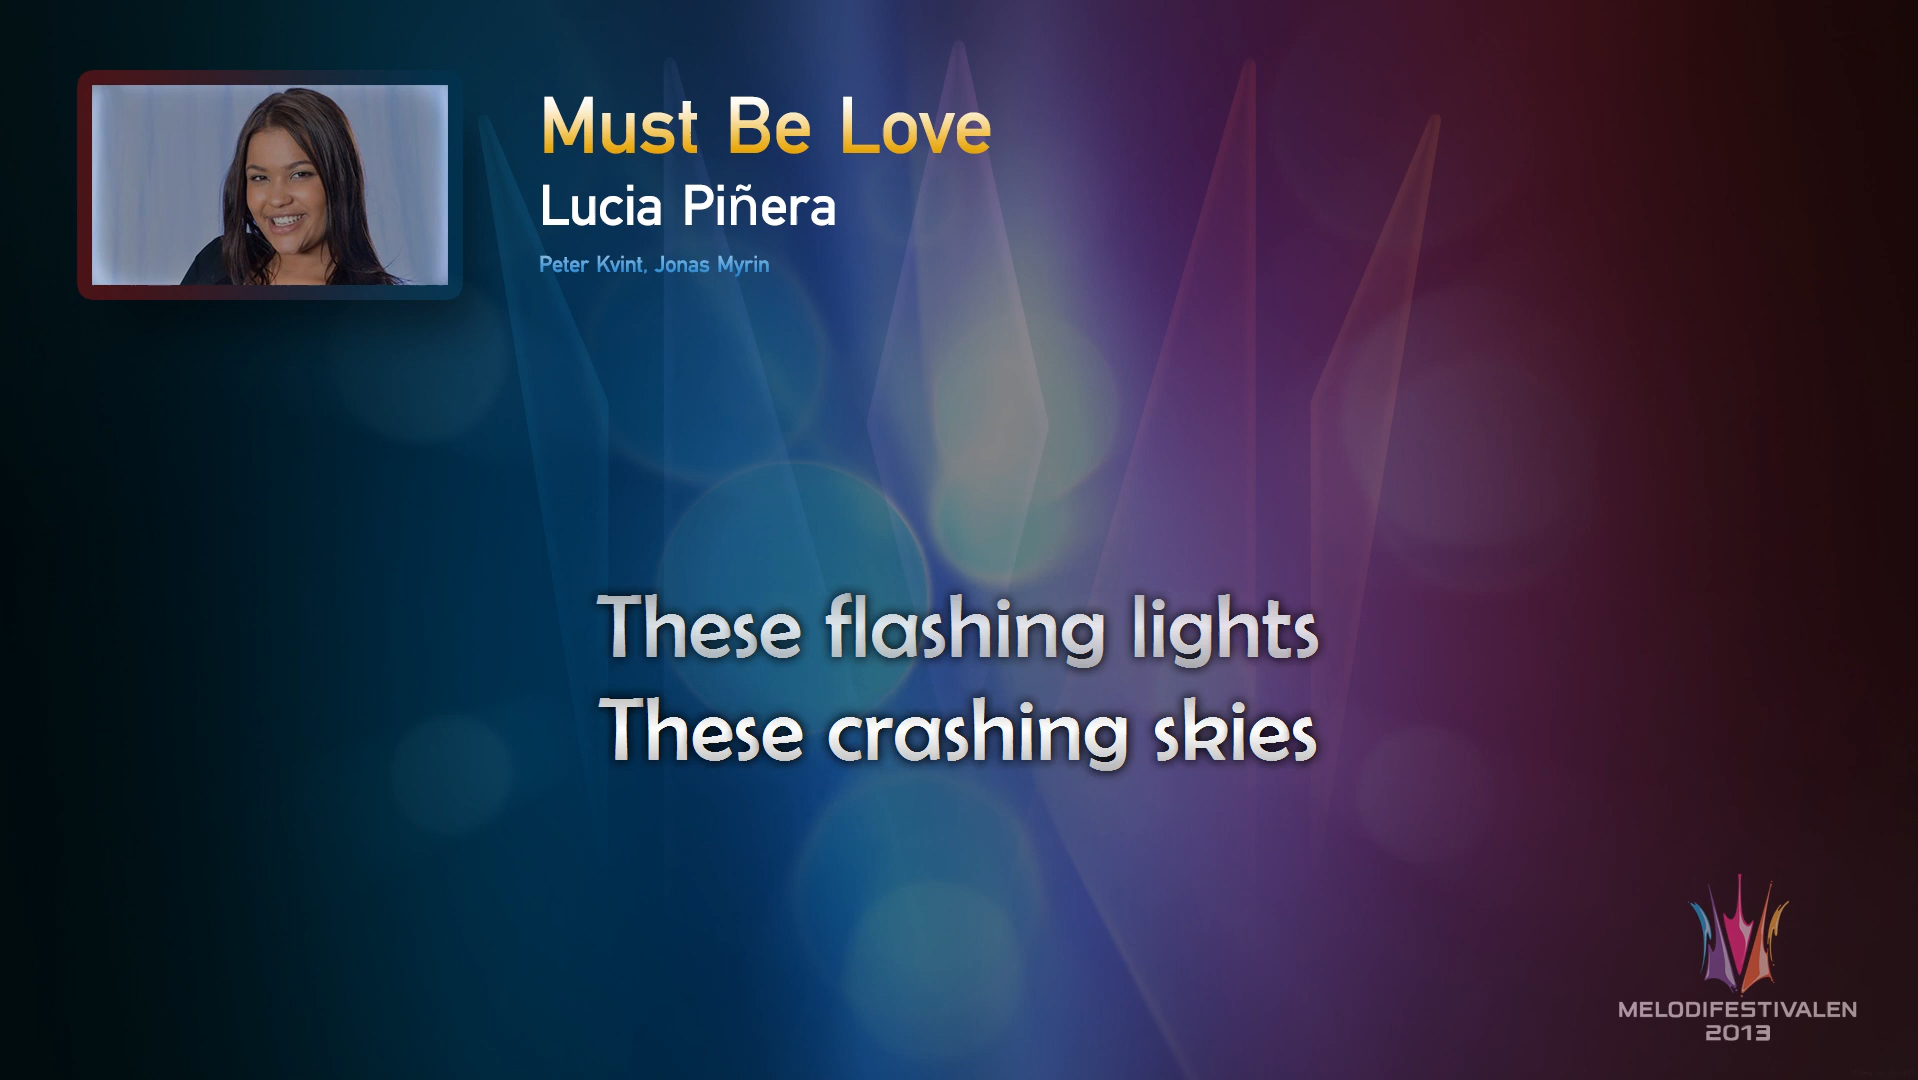 Must Be Love
Lucia Piñera
Peter Kvint, Jonas Myrin
These flashing lights
These crashing skies
MELODIFESTIVALEN
2013